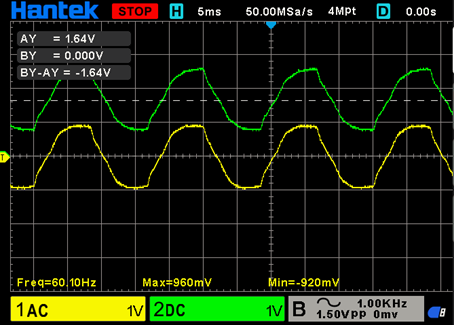 Hantek STOP H 5ms 50.00MSa/s 4Mpt D 0.00s
AY = 1.64V
BY = 0.000V
BY-AY = -1.64V
T
Freq=60.10Hz Max=960mV Min=-920mV
1AC 1V 2DC 1V B 1.00KHz
1.50VPP 0mv